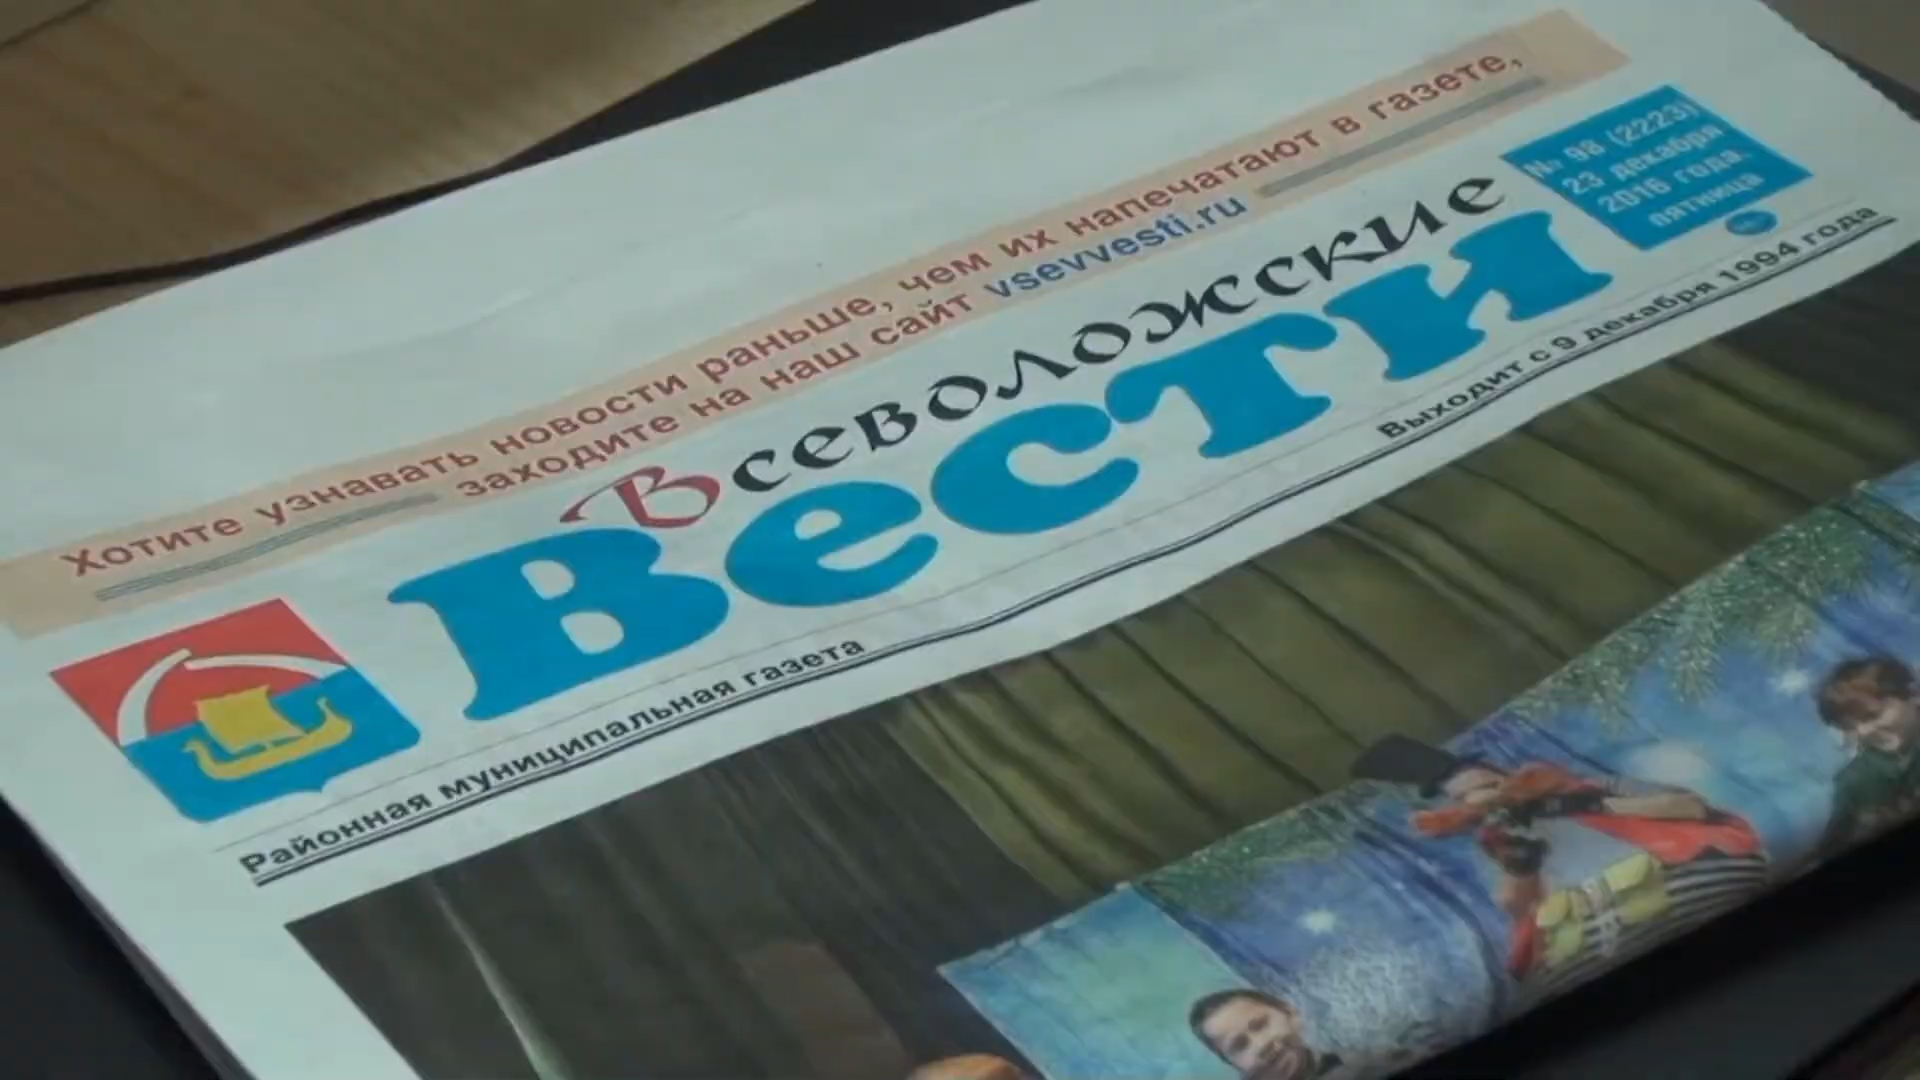 Хотите узнавать новости раньше, чем их напечатают в газете,
заходите на наш сайт vsevvesti.ru
№ 98 (2223)
23 декабря
2016 года,
пятница
Всеволожские
Вести
Районная муниципальная газета
Выходит с 9 декабря 1994 года